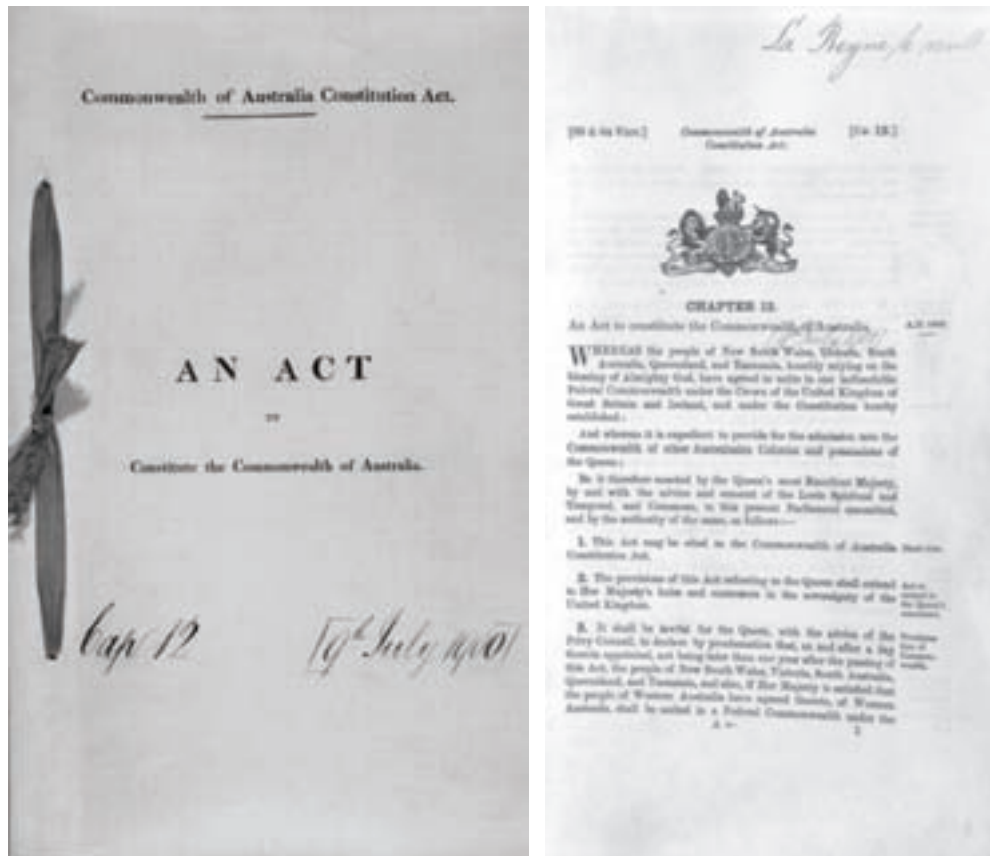 Commonwealth of Australia Constitution Act.
AN ACT
TO
Constitute the Commonwealth of Australia.
Cap 12
[9th July 1900]
La Reyne le veult
[63 & 64 VICT.] Commonwealth of Australia [CH. 12.]
Constitution Act.
CHAPTER 12.
An Act to constitute the Commonwealth of Australia.
A.D. 1900.
WHEREAS the people of New South Wales, Victoria, South
Australia, Queensland, and Tasmania, humbly relying on the
blessing of Almighty God, have agreed to unite in one indissoluble
Federal Commonwealth under the Crown of the United Kingdom of
Great Britain and Ireland, and under the Constitution hereby
established:
And whereas it is expedient to provide for the admission into the
Commonwealth of other Australasian Colonies and possessions of
the Queen:
Be it therefore enacted by the Queen's most Excellent Majesty,
by and with the advice and consent of the Lords Spiritual and
Temporal, and Commons, in this present Parliament assembled,
and by the authority of the same, as follows:—
1. This Act may be cited as the Commonwealth of Australia
Constitution Act.
Short title.
2. The provisions of this Act referring to the Queen shall extend
to Her Majesty's heirs and successors in the sovereignty of the
United Kingdom.
Act to
extend to
the Queen's
successors.
3. It shall be lawful for the Queen, with the advice of the
Privy Council, to declare by proclamation that, on and after a day
therein appointed, not being later than one year after the passing of
this Act, the people of New South Wales, Victoria, South Australia,
Queensland, and Tasmania, and also, if Her Majesty is satisfied that
the people of Western Australia have agreed thereto, of Western
Australia, shall be united in a Federal Commonwealth under the
Proclama-
tion of
Common-
wealth.
A